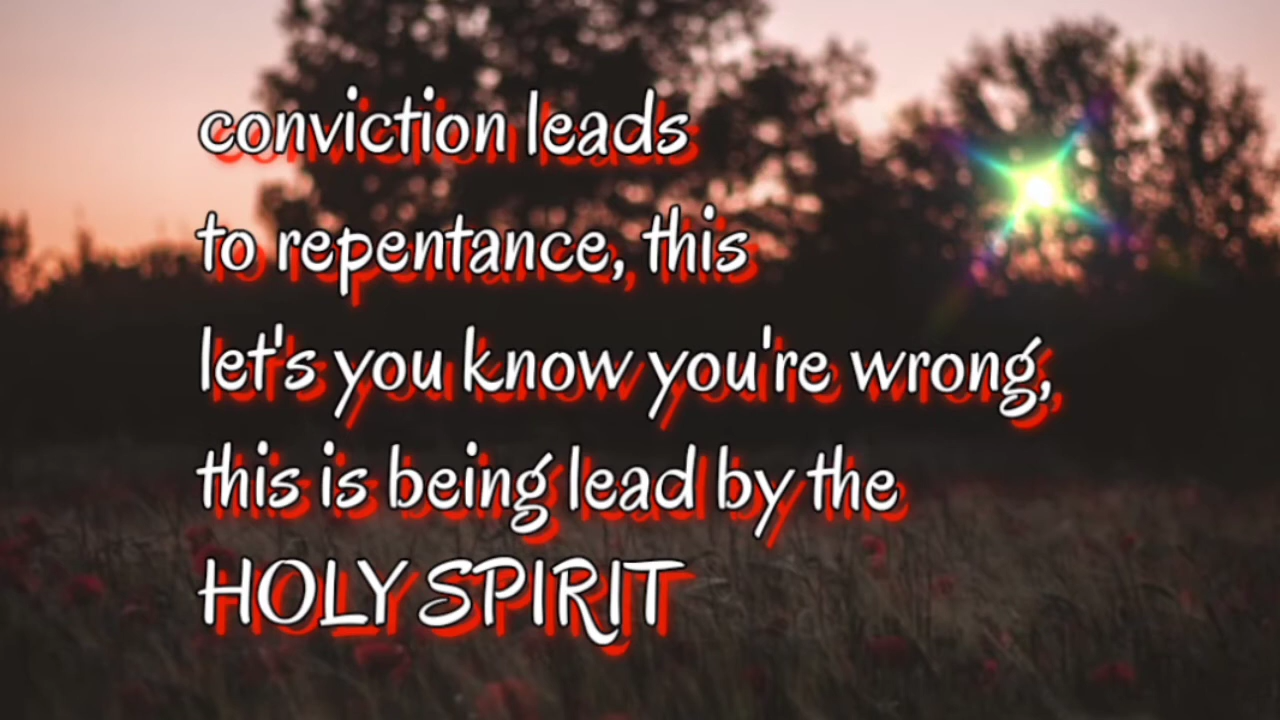 conviction leads
to repentance, this
let's you know you're wrong,
this is being lead by the
HOLY SPIRIT